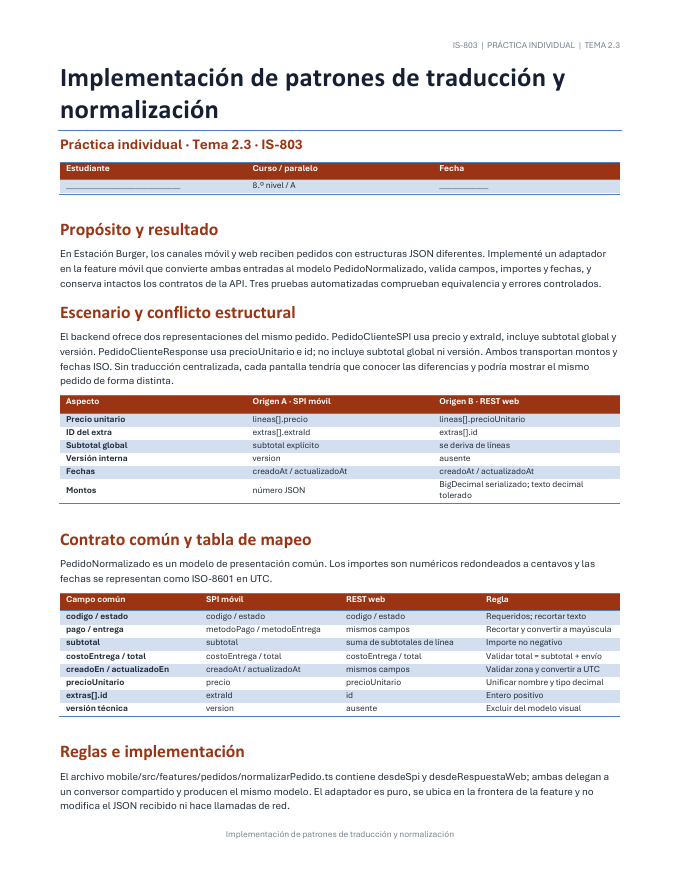 IS-803 | PRÁCTICA INDIVIDUAL | TEMA 2.3
Implementación de patrones de traducción y
normalización
Práctica individual · Tema 2.3 · IS-803
Estudiante Curso / paralelo Fecha
____________________________ 8.º nivel / A ____________
Propósito y resultado
En Estación Burger, los canales móvil y web reciben pedidos con estructuras JSON diferentes. Implementé un adaptador
en la feature móvil que convierte ambas entradas al modelo PedidoNormalizado, valida campos, importes y fechas, y
conserva intactos los contratos de la API. Tres pruebas automatizadas comprueban equivalencia y errores controlados.
Escenario y conflicto estructural
El backend ofrece dos representaciones del mismo pedido. PedidoClienteSPI usa precio y extraId, incluye subtotal global y
versión. PedidoClienteResponse usa precioUnitario e id; no incluye subtotal global ni versión. Ambos transportan montos y
fechas ISO. Sin traducción centralizada, cada pantalla tendría que conocer las diferencias y podría mostrar el mismo
pedido de forma distinta.
Aspecto Origen A · SPI móvil Origen B · REST web
Precio unitario lineas[].precio lineas[].precioUnitario
ID del extra extras[].extraId extras[].id
Subtotal global subtotal explícito se deriva de líneas
Versión interna version ausente
Fechas creadoAt / actualizadoAt creadoAt / actualizadoAt
Montos número JSON BigDecimal serializado; texto decimal
tolerado
Contrato común y tabla de mapeo
PedidoNormalizado es un modelo de presentación común. Los importes son numéricos redondeados a centavos y las
fechas se representan como ISO-8601 en UTC.
Campo común SPI móvil REST web Regla
codigo / estado codigo / estado codigo / estado Requeridos; recortar texto
pago / entrega metodoPago / metodoEntrega mismos campos Recortar y convertir a mayúscula
subtotal subtotal suma de subtotales de línea Importe no negativo
costoEntrega / total costoEntrega / total costoEntrega / total Validar total = subtotal + envío
creadoEn / actualizadoEn creadoAt / actualizadoAt mismos campos Validar zona y convertir a UTC
precioUnitario precio precioUnitario Unificar nombre y tipo decimal
extras[].id extraId id Entero positivo
versión técnica version ausente Excluir del modelo visual
Reglas e implementación
El archivo mobile/src/features/pedidos/normalizarPedido.ts contiene desdeSpi y desdeRespuestaWeb; ambas delegan a
un conversor compartido y producen el mismo modelo. El adaptador es puro, se ubica en la frontera de la feature y no
modifica el JSON recibido ni hace llamadas de red.
Implementación de patrones de traducción y normalización